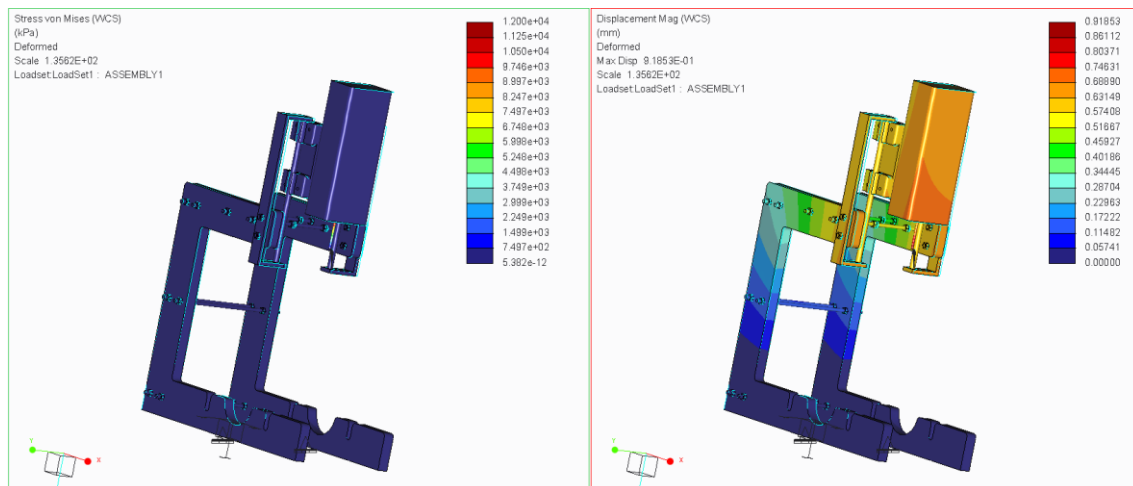 Stress von Mises (WCS)
(kPa)
Deformed
Scale 1.3562E+02
Loadset:LoadSet1 : ASSEMBLY1
1.200e+04
1.125e+04
1.050e+04
9.746e+03
8.997e+03
8.247e+03
7.497e+03
6.748e+03
5.998e+03
5.248e+03
4.498e+03
3.749e+03
2.999e+03
2.249e+03
1.499e+03
7.497e+02
5.382e-12
Y
X
Displacement Mag (WCS)
(mm)
Deformed
Max Disp 9.1853E-01
Scale 1.3562E+02
Loadset:LoadSet1 : ASSEMBLY1
0.91853
0.86112
0.80371
0.74631
0.68890
0.63149
0.57408
0.51667
0.45927
0.40186
0.34445
0.28704
0.22963
0.17222
0.11482
0.05741
0.00000
Y
X